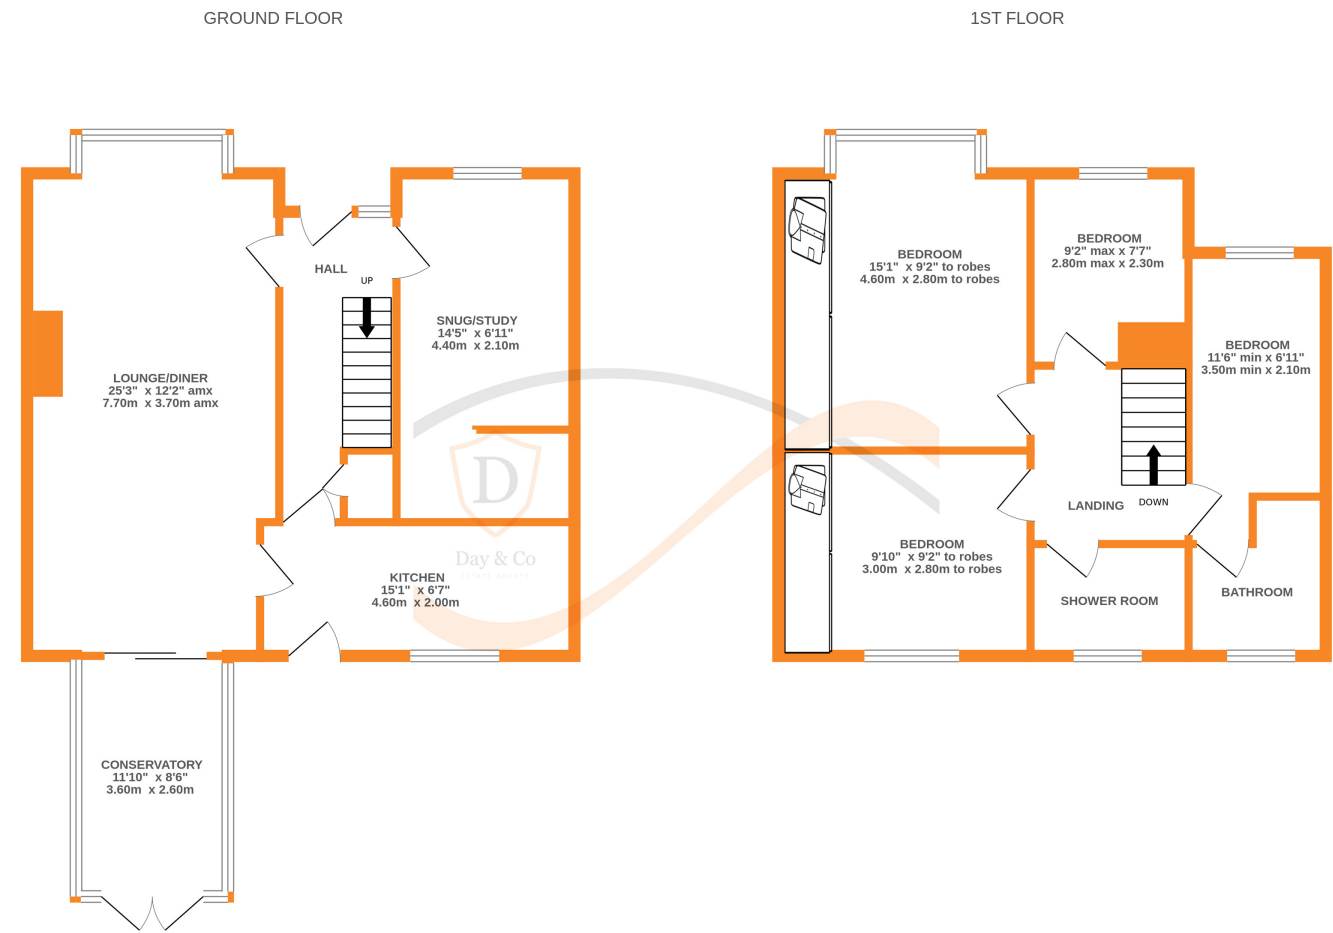 GROUND FLOOR
1ST FLOOR
HALL
UP
SNUG/STUDY
14'5"  x 6'11"
4.40m  x 2.10m
LOUNGE/DINER
25'3"  x 12'2" amx
7.70m  x 3.70m amx
D
Day & Co
ESTATE AGENTS
KITCHEN
15'1"  x 6'7"
4.60m  x 2.00m
CONSERVATORY
11'10"  x 8'6"
3.60m  x 2.60m
BEDROOM
15'1"  x 9'2" to robes
4.60m  x 2.80m to robes
BEDROOM
9'2" max x 7'7"
2.80m max x 2.30m
BEDROOM
11'6" min x 6'11"
3.50m min x 2.10m
LANDING
DOWN
BEDROOM
9'10"  x 9'2" to robes
3.00m  x 2.80m to robes
SHOWER ROOM
BATHROOM